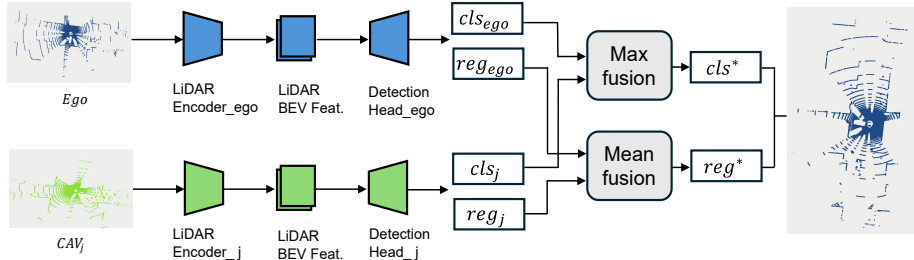 Ego
LiDAR
Encoder_ego
LiDAR
BEV Feat.
Detection
Head_ego
cls_ego
reg_ego
Max
fusion
cls*
CAV_j
LiDAR
Encoder_ j
LiDAR
BEV Feat.
Detection
Head_j
cls_j
reg_j
Mean
fusion
reg*